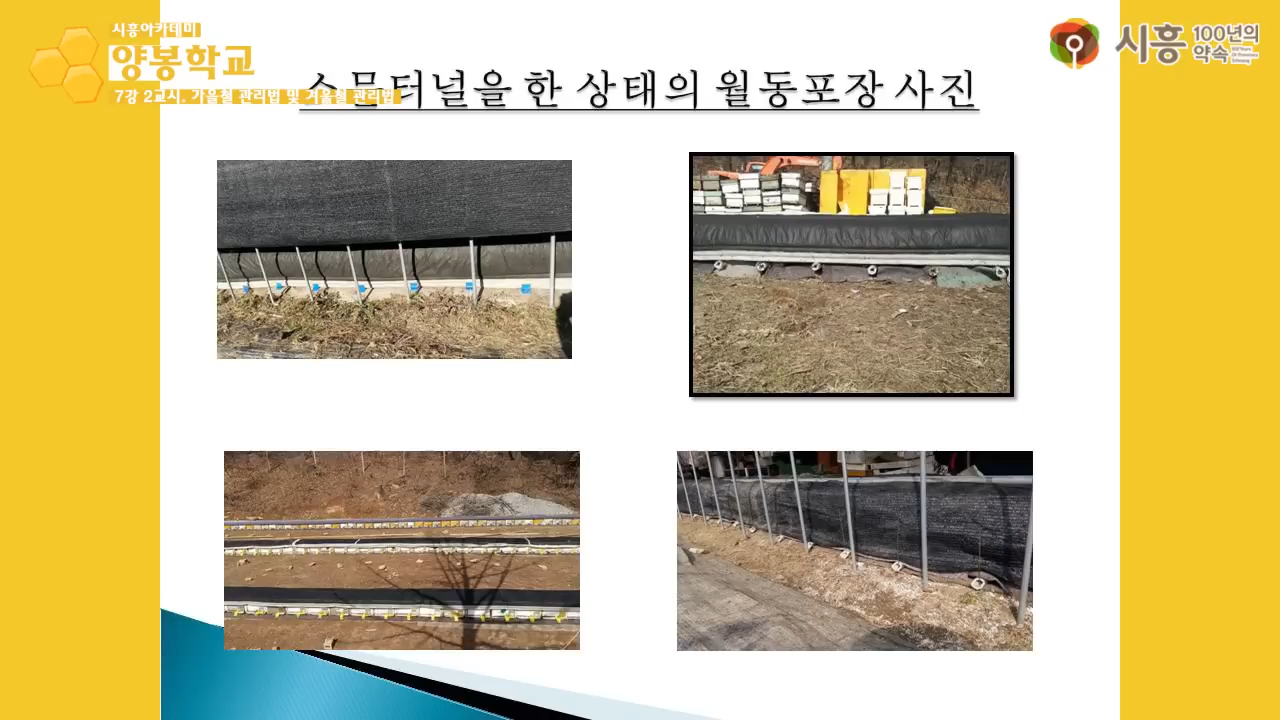 시흥아카데미
양봉학교
7강 2교시. 가을철 관리법 및 겨울철 관리법
시흥 100년의 약속
스몰터널을 한 상태의 월동포장 사진